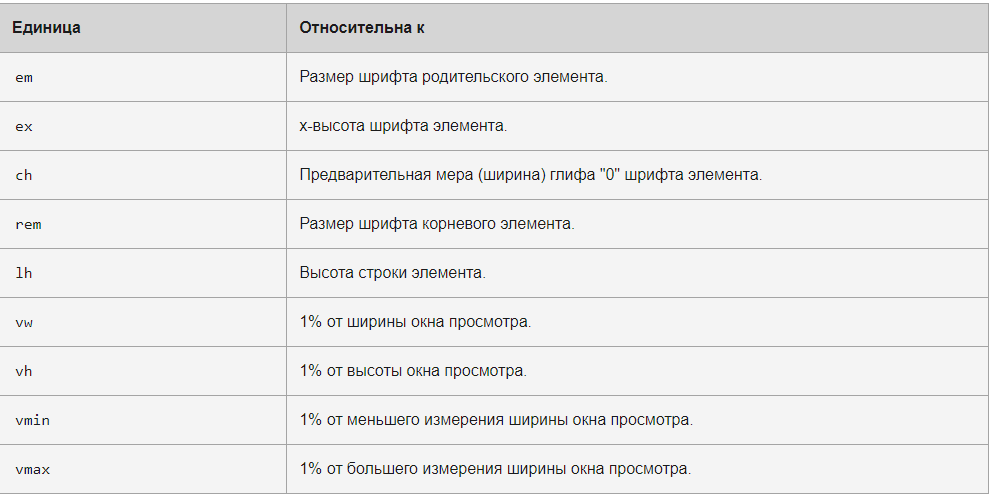 Единица Относительна к
em Размер шрифта родительского элемента.
ex x-высота шрифта элемента.
ch Предварительная мера (ширина) глифа "0" шрифта элемента.
rem Размер шрифта корневого элемента.
lh Высота строки элемента.
vw 1% от ширины окна просмотра.
vh 1% от высоты окна просмотра.
vmin 1% от меньшего измерения ширины окна просмотра.
vmax 1% от большего измерения ширины окна просмотра.